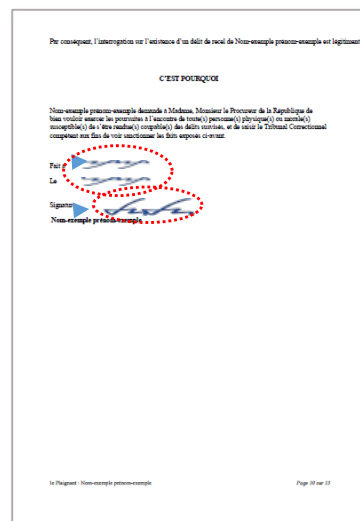 Par conséquent, l'interrogation sur l'existence d'un délit de recel de Nom-exemple prénom-exemple est légitiment
C'EST POURQUOI
Nom-exemple prénom-exemple demande à Madame, Monsieur le Procureur de la République de
bien vouloir exercer les poursuites à l'encontre de toute(s) personne(s) physique(s) ou morale(s)
susceptible(s) de s'être rendue(s) coupable(s) des délits susvisés, et de saisir le Tribunal Correctionnel
compétent aux fins de voir sanctionner les faits exposés ci-avant.
Fait
Le
Signature
Nom-exemple prénom-exemple
le Plaignant : Nom-exemple prénom-exemple
Page 10 sur 13